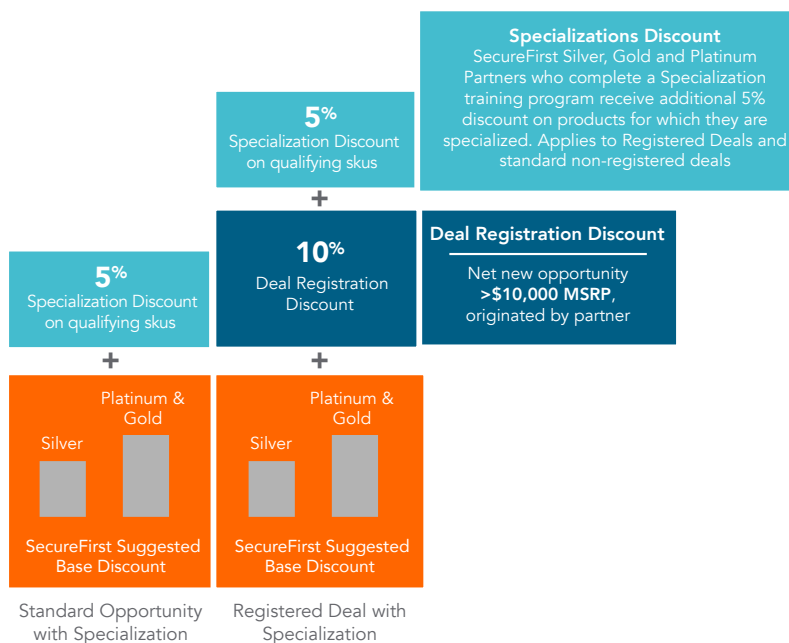 Specializations Discount
SecureFirst Silver, Gold and Platinum
Partners who complete a Specialization
training program receive additional 5%
discount on products for which they are
specialized. Applies to Registered Deals and
standard non-registered deals
5%
Specialization Discount
on qualifying skus
+
10%
Deal Registration
Discount
Deal Registration Discount
Net new opportunity
>$10,000 MSRP,
originated by partner
5%
Specialization Discount
on qualifying skus
+
+
Platinum &
Gold
Silver
SecureFirst Suggested
Base Discount
Platinum &
Gold
Silver
SecureFirst Suggested
Base Discount
Standard Opportunity
with Specialization
Registered Deal with
Specialization